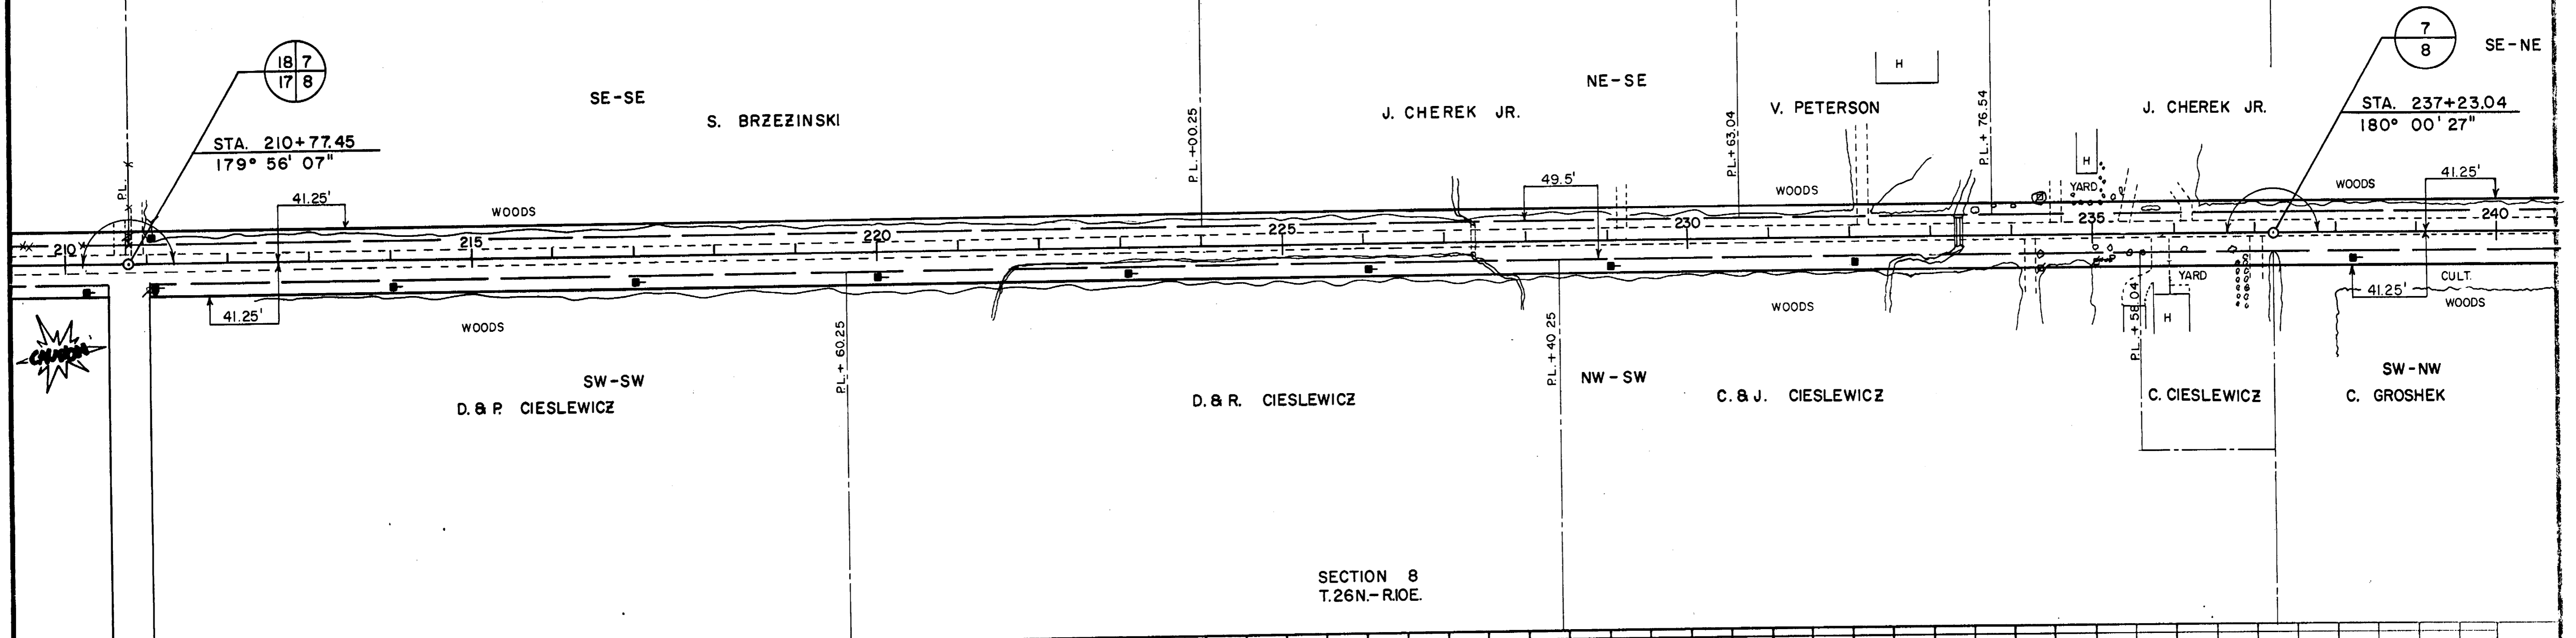 18 7
17 8
STA. 210+77.45
179° 56' 07"
P.L.
41.25'
WOODS
SE-SE
S. BRZEZINSKI
P.L.+00.25
J. CHEREK JR.
NE-SE
49.5'
P.L.+63.04
V. PETERSON
H
WOODS
P.L.+76.54
H
YARD
J. CHEREK JR.
7
8
SE-NE
STA. 237+23.04
180° 00' 27"
WOODS
41.25'
210
215
220
225
230
235
240
41.25'
WOODS
CAUTION
SW-SW
D. & P. CIESLEWICZ
P.L.+60.25
D. & R. CIESLEWICZ
P.L.+40 25
NW-SW
WOODS
C. & J. CIESLEWICZ
P.L.+58.04
YARD
H
C. CIESLEWICZ
41.25'
CULT.
WOODS
SW-NW
C. GROSHEK
SECTION 8
T.26N.-R.10E.